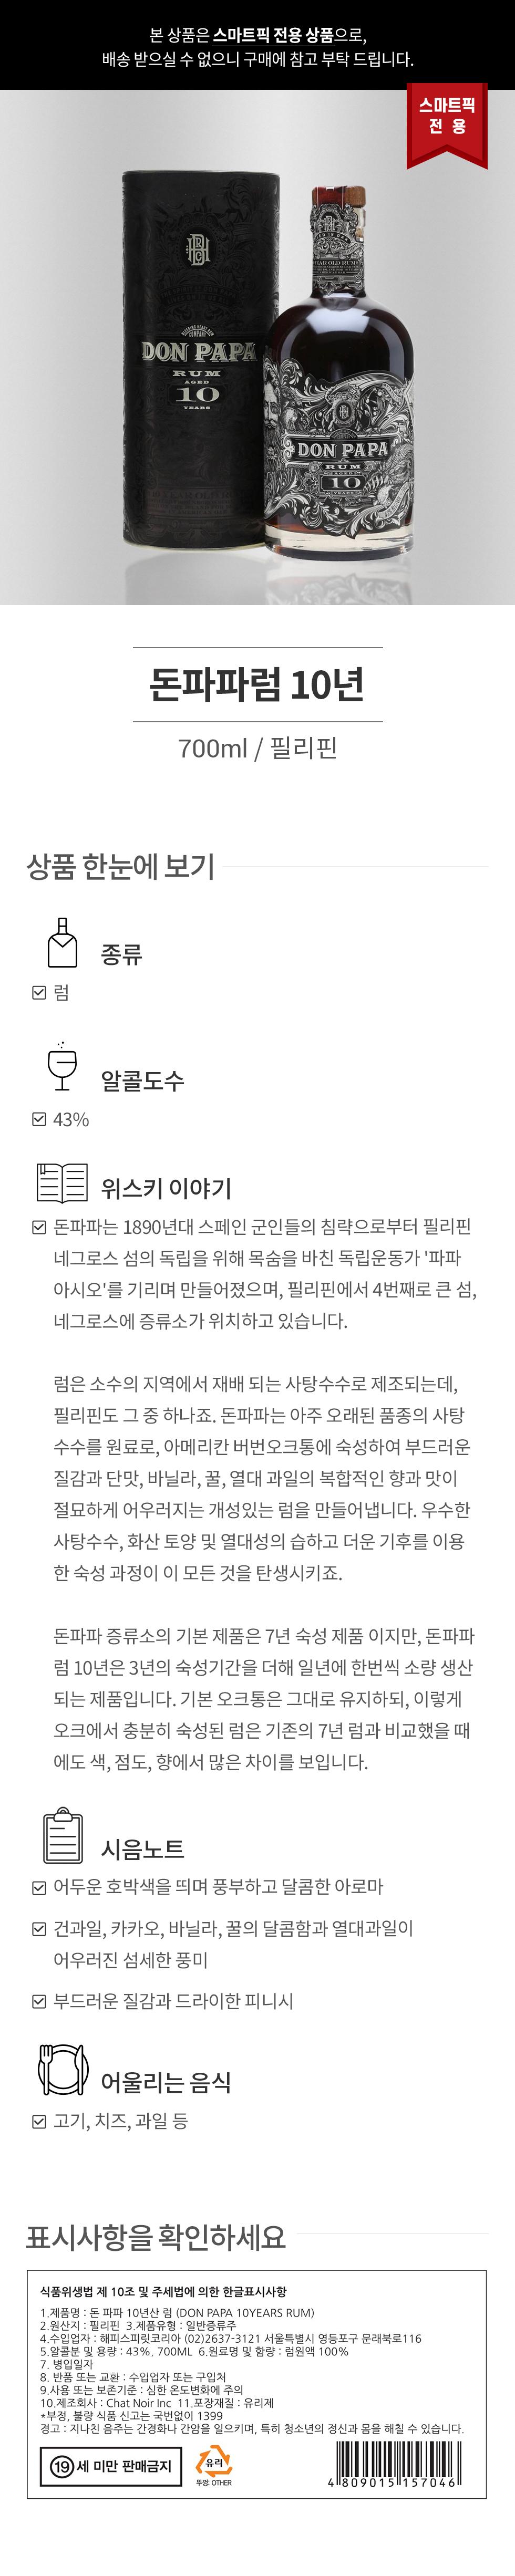 본 상품은 스마트픽 전용 상품으로,
배송 받으실 수 없으니 구매에 참고 부탁 드립니다.
스마트픽
전 용
DON PAPA
RUM
AGED
10
YEARS
DON PAPA
RUM
10
돈파파럼 10년
700ml / 필리핀
상품 한눈에 보기
종류
럼
알콜도수
43%
위스키 이야기
돈파파는 1890년대 스페인 군인들의 침략으로부터 필리핀
네그로스 섬의 독립을 위해 목숨을 바친 독립운동가 '파파
아시오'를 기리며 만들어졌으며, 필리핀에서 4번째로 큰 섬,
네그로스에 증류소가 위치하고 있습니다.
럼은 소수의 지역에서 재배 되는 사탕수수로 제조되는데,
필리핀도 그 중 하나죠. 돈파파는 아주 오래된 품종의 사탕
수수를 원료로, 아메리칸 버번오크통에 숙성하여 부드러운
질감과 단맛, 바닐라, 꿀, 열대 과일의 복합적인 향과 맛이
절묘하게 어우러지는 개성있는 럼을 만들어냅니다. 우수한
사탕수수, 화산 토양 및 열대성의 습하고 더운 기후를 이용
한 숙성 과정이 이 모든 것을 탄생시키죠.
돈파파 증류소의 기본 제품은 7년 숙성 제품 이지만, 돈파파
럼 10년은 3년의 숙성기간을 더해 일년에 한번씩 소량 생산
되는 제품입니다. 기본 오크통은 그대로 유지하되, 이렇게
오크에서 충분히 숙성된 럼은 기존의 7년 럼과 비교했을 때
에도 색, 점도, 향에서 많은 차이를 보입니다.
시음노트
어두운 호박색을 띄며 풍부하고 달콤한 아로마
건과일, 카카오, 바닐라, 꿀의 달콤함과 열대과일이
어우러진 섬세한 풍미
부드러운 질감과 드라이한 피니시
어울리는 음식
고기, 치즈, 과일 등
표시사항을 확인하세요
식품위생법 제 10조 및 주세법에 의한 한글표시사항
1.제품명 : 돈 파파 10년산 럼 (DON PAPA 10YEARS RUM)
2.원산지 : 필리핀 3.제품유형 : 일반증류주
4.수입업자 : 해피스피릿코리아 (02)2637-3121 서울특별시 영등포구 문래북로116
5.알콜분 및 용량 : 43%, 700ML 6.원료명 및 함량 : 럼원액 100%
7. 병입일자
8. 반품 또는 교환 : 수입업자 또는 구입처
9.사용 또는 보존기준 : 심한 온도변화에 주의
10.제조회사 : Chat Noir Inc 11.포장재질 : 유리제
*부정, 불량 식품 신고는 국번없이 1399
경고 : 지나친 음주는 간경화나 간암을 일으키며, 특히 청소년의 정신과 몸을 해칠 수 있습니다.
19세 미만 판매금지
유리
뚜껑: OTHER
4 809015 157046